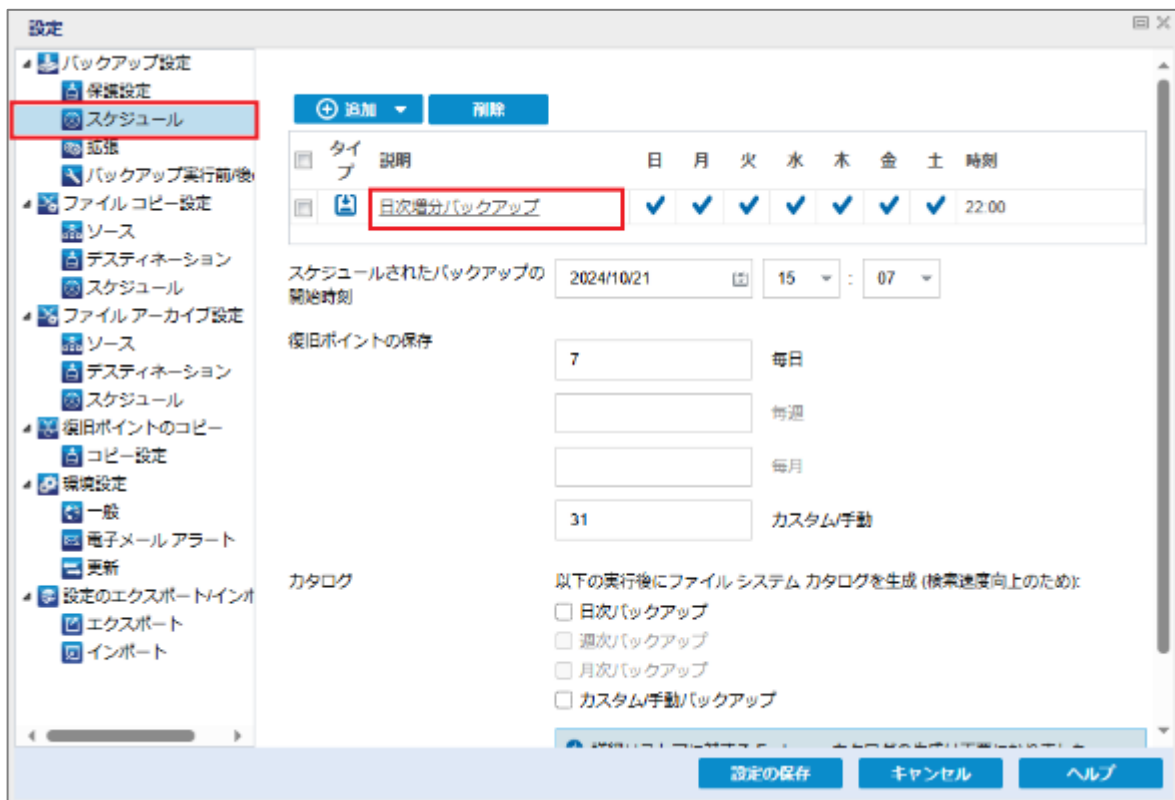 設定
バックアップ設定
保護設定
スケジュール
拡張
バックアップ実行前/後
ファイル コピー設定
ソース
デスティネーション
スケジュール
ファイル アーカイブ設定
ソース
デスティネーション
スケジュール
復旧ポイントのコピー
コピー設定
環境設定
一般
電子メール アラート
更新
設定のエクスポート/インポ
エクスポート
インポート
追加 削除
タイプ 説明 日 月 火 水 木 金 土 時刻
日次増分バックアップ 22:00
スケジュールされたバックアップの
開始時刻
2024/10/21 15 : 07
復旧ポイントの保存
7 毎日
毎週
毎月
31 カスタム/手動
カタログ
以下の実行後にファイル システム カタログを生成 (検索速度向上のため):
日次バックアップ
週次バックアップ
月次バックアップ
カスタム/手動バックアップ
設定の保存 キャンセル ヘルプ